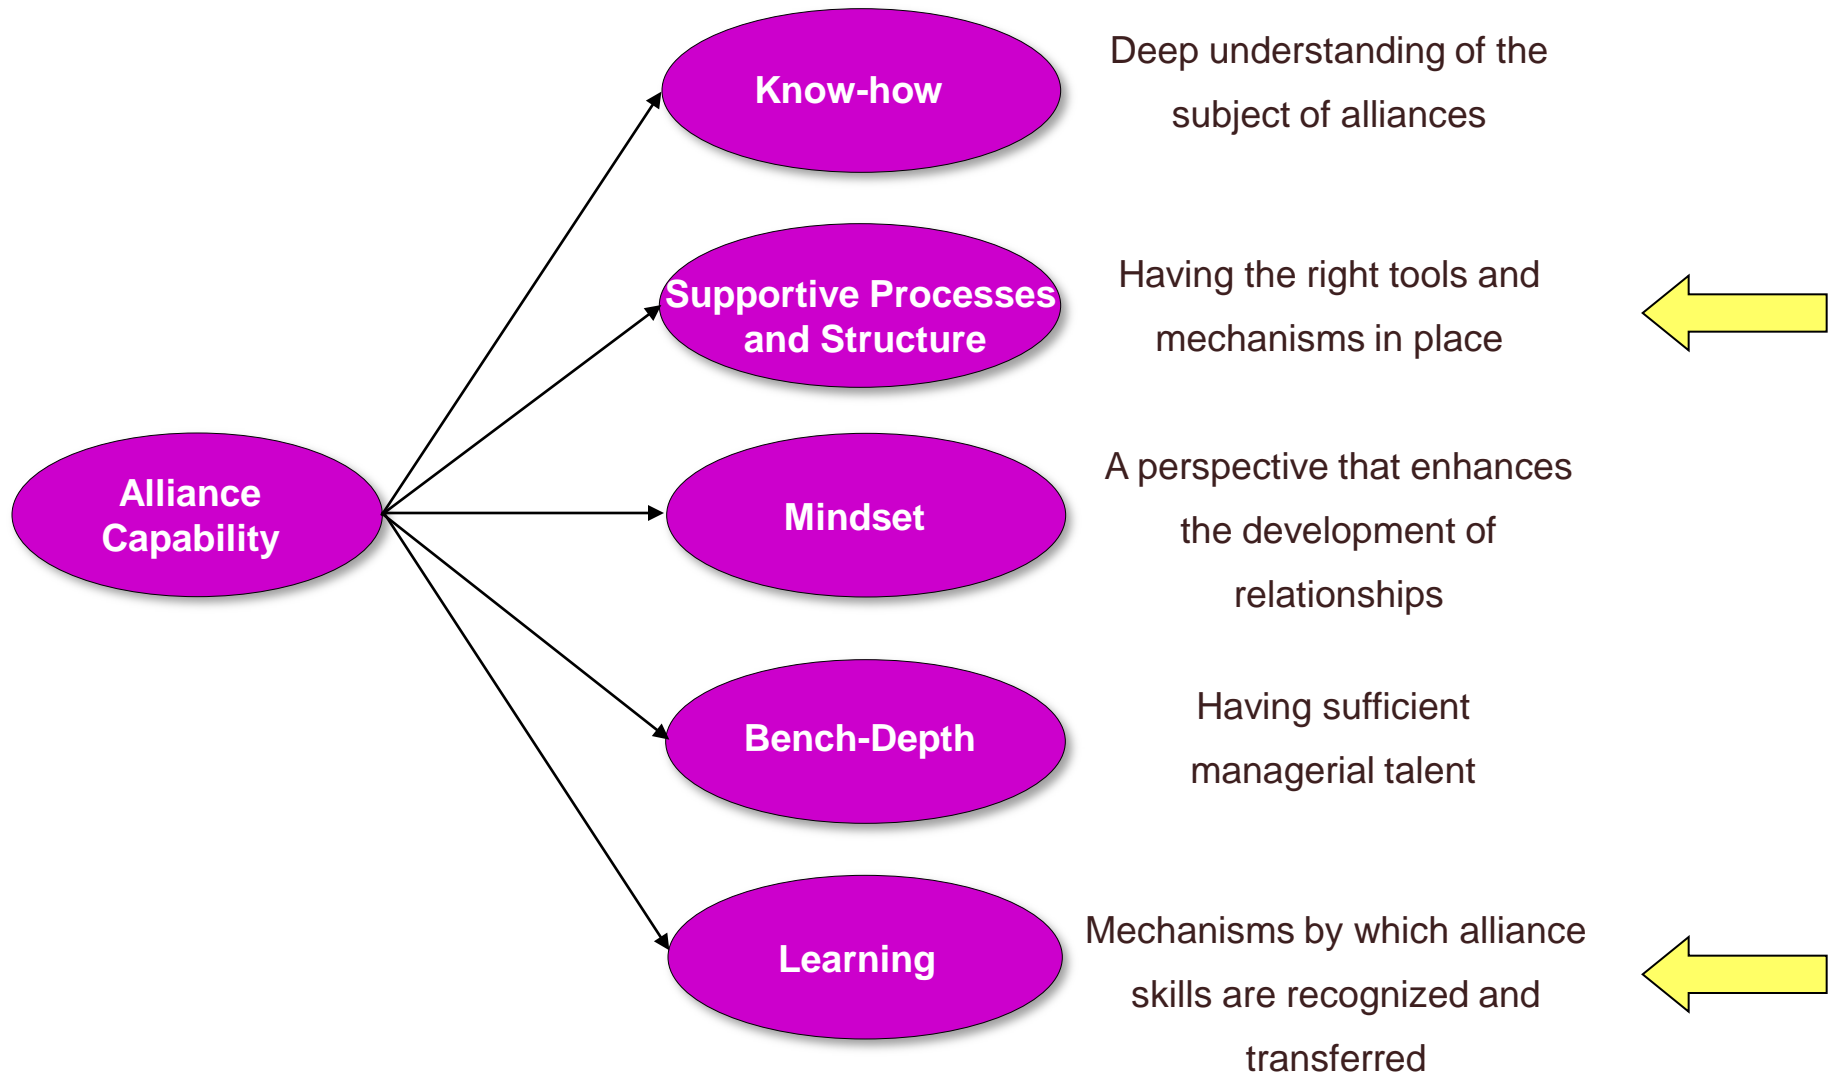 Know-how
Deep understanding of the
subject of alliances
Supportive Processes
and Structure
Having the right tools and
mechanisms in place
Alliance
Capability
Mindset
A perspective that enhances
the development of
relationships
Bench-Depth
Having sufficient
managerial talent
Learning
Mechanisms by which alliance
skills are recognized and
transferred